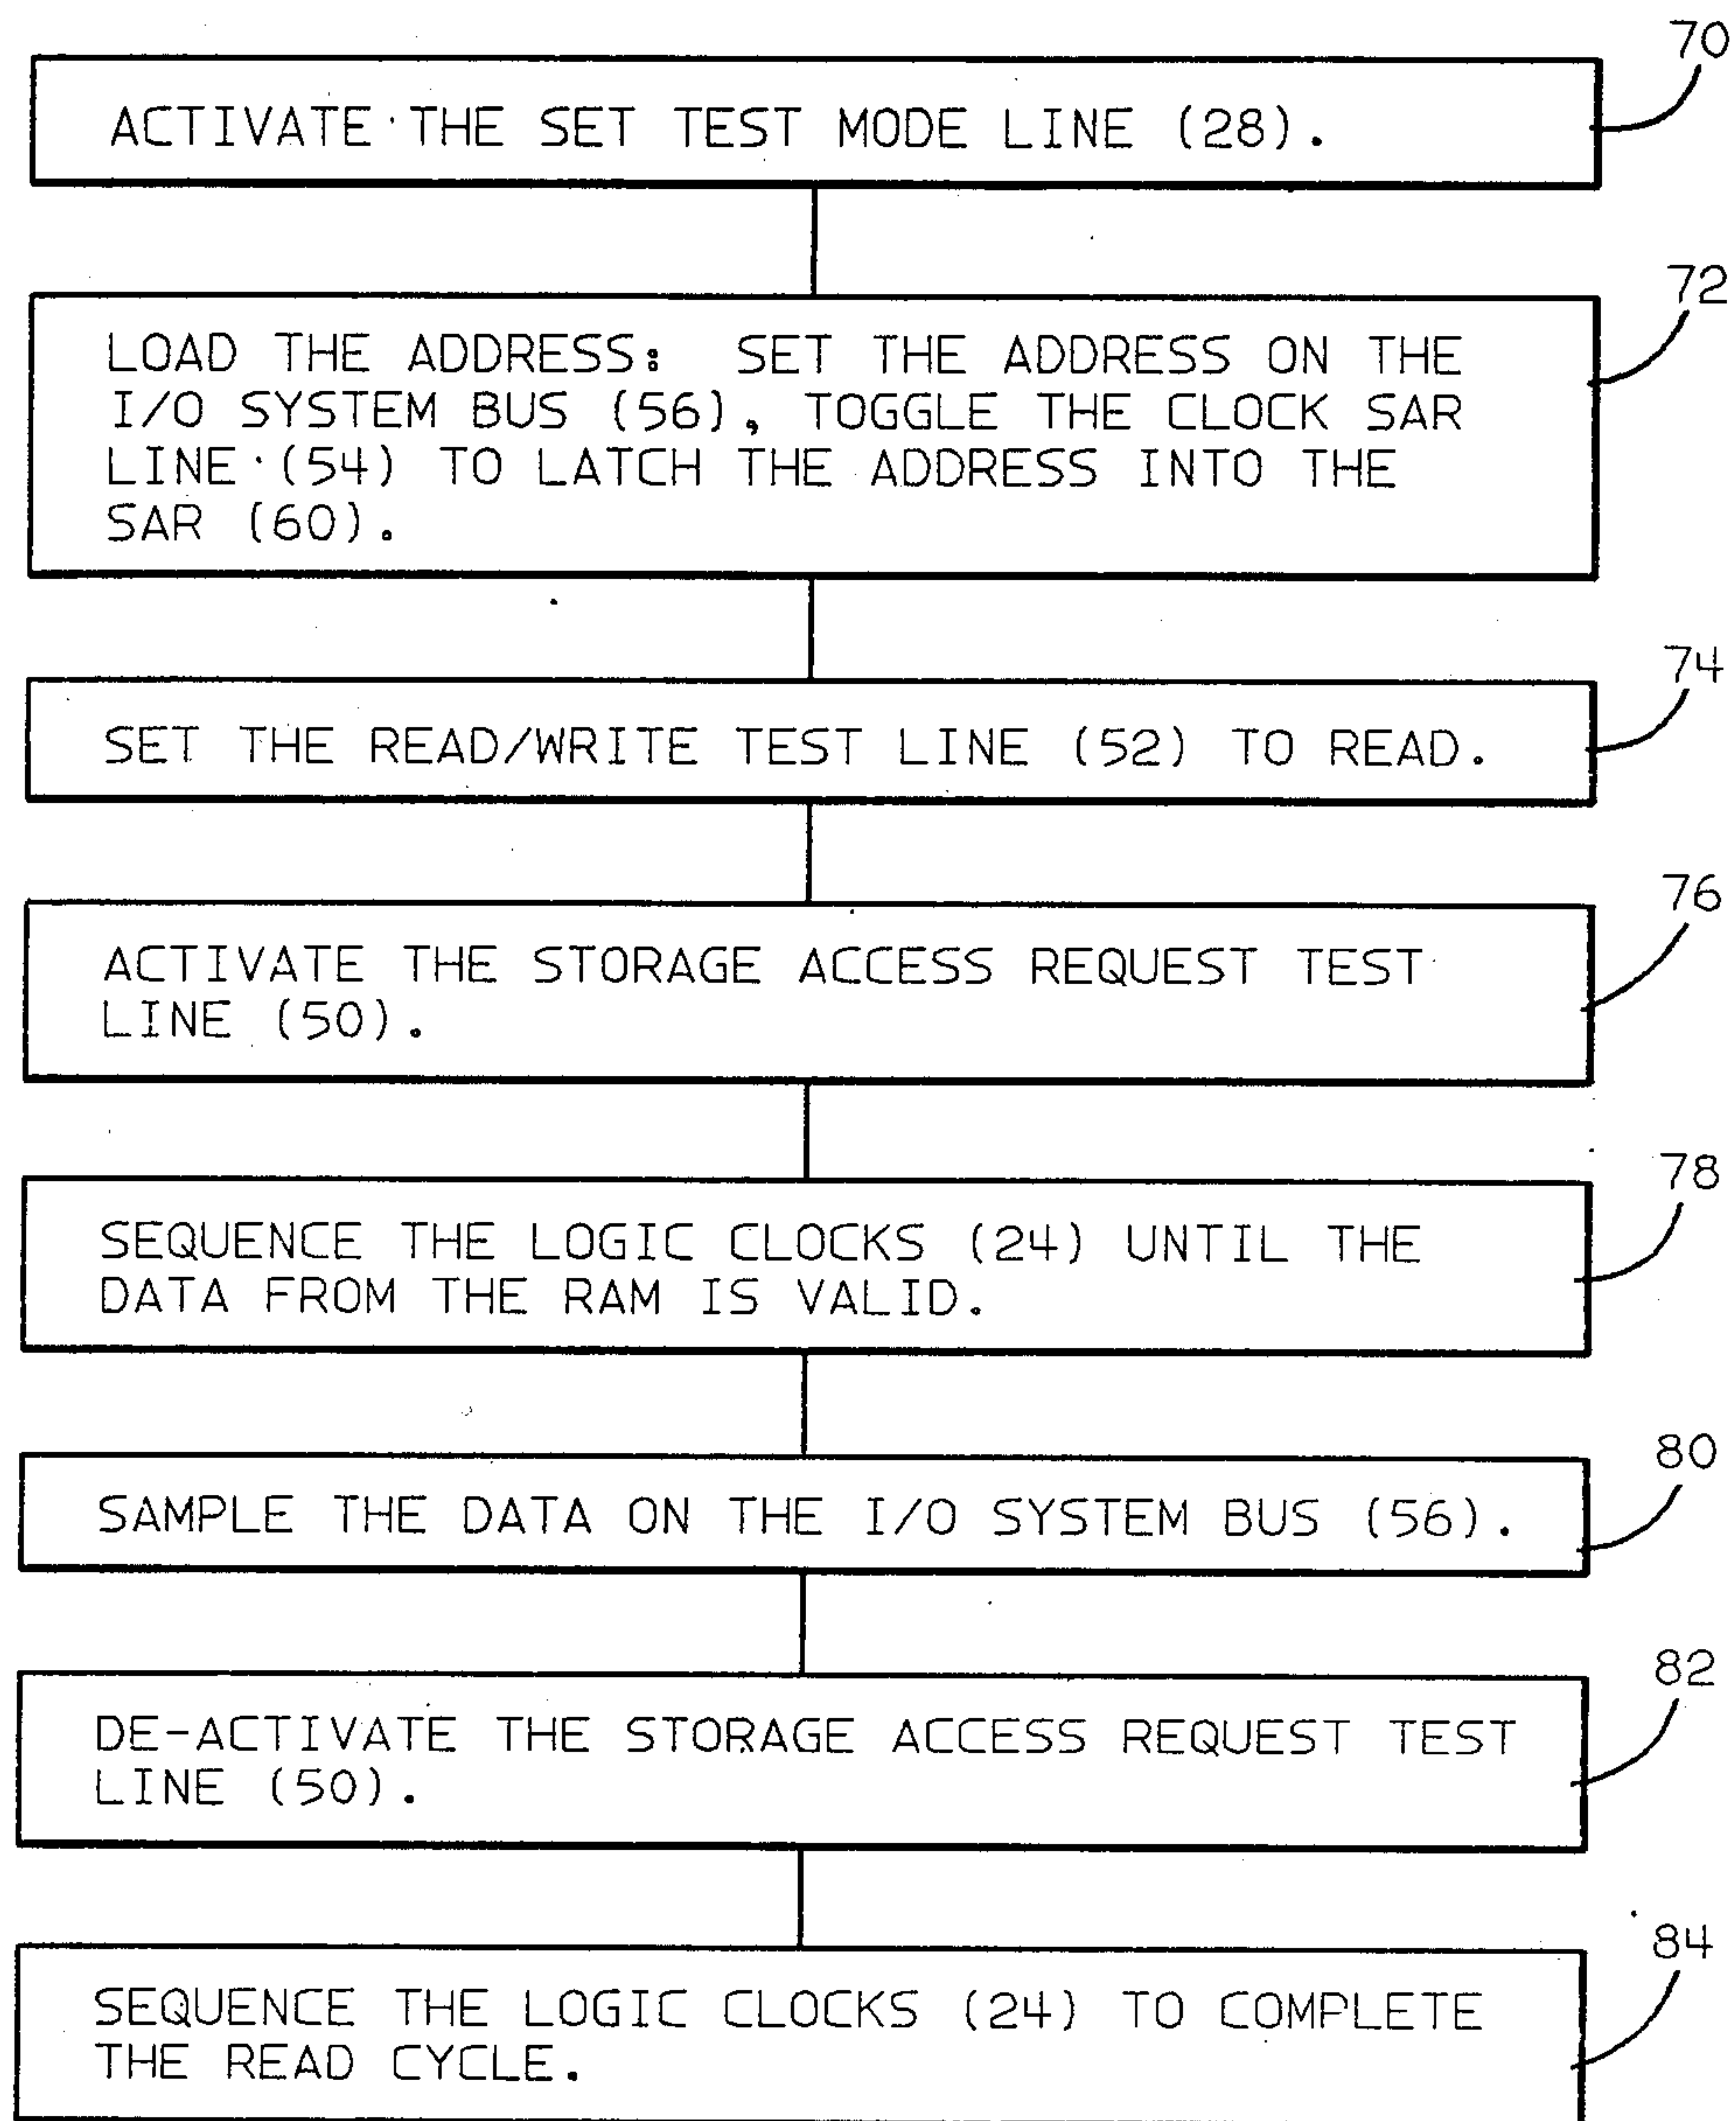 70
ACTIVATE THE SET TEST MODE LINE (28).
72
LOAD THE ADDRESS: SET THE ADDRESS ON THE
I/O SYSTEM BUS (56), TOGGLE THE CLOCK SAR
LINE (54) TO LATCH THE ADDRESS INTO THE
SAR (60).
74
SET THE READ/WRITE TEST LINE (52) TO READ.
76
ACTIVATE THE STORAGE ACCESS REQUEST TEST
LINE (50).
78
SEQUENCE THE LOGIC CLOCKS (24) UNTIL THE
DATA FROM THE RAM IS VALID.
80
SAMPLE THE DATA ON THE I/O SYSTEM BUS (56).
82
DE-ACTIVATE THE STORAGE ACCESS REQUEST TEST
LINE (50).
84
SEQUENCE THE LOGIC CLOCKS (24) TO COMPLETE
THE READ CYCLE.